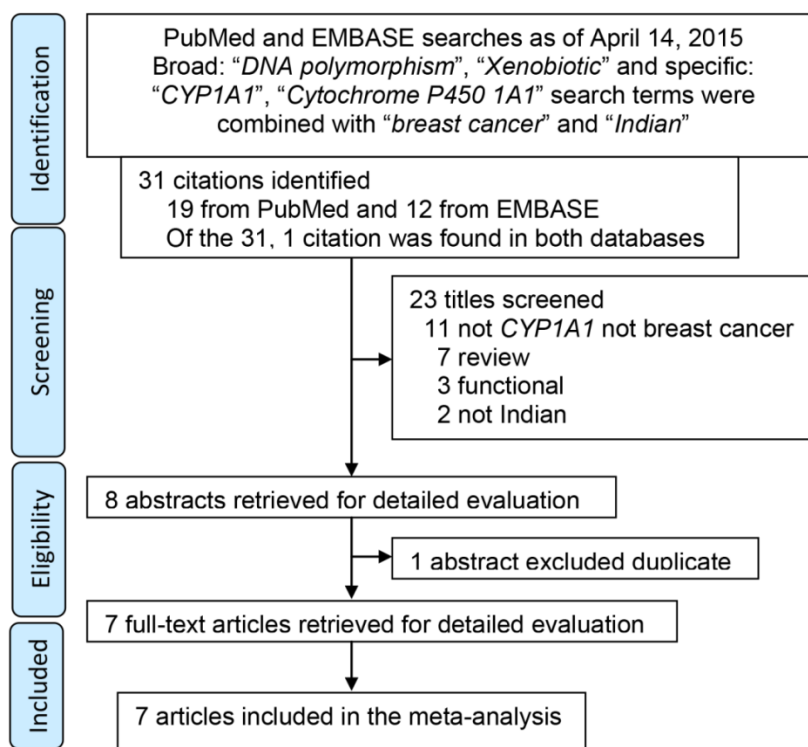 Identification
PubMed and EMBASE searches as of April 14, 2015
Broad: “DNA polymorphism”, “Xenobiotic” and specific:
“CYP1A1”, “Cytochrome P450 1A1” search terms were
combined with “breast cancer” and “Indian”
31 citations identified
19 from PubMed and 12 from EMBASE
Of the 31, 1 citation was found in both databases
Screening
23 titles screened
11 not CYP1A1 not breast cancer
7 review
3 functional
2 not Indian
Eligibility
8 abstracts retrieved for detailed evaluation
1 abstract excluded duplicate
7 full-text articles retrieved for detailed evaluation
Included
7 articles included in the meta-analysis